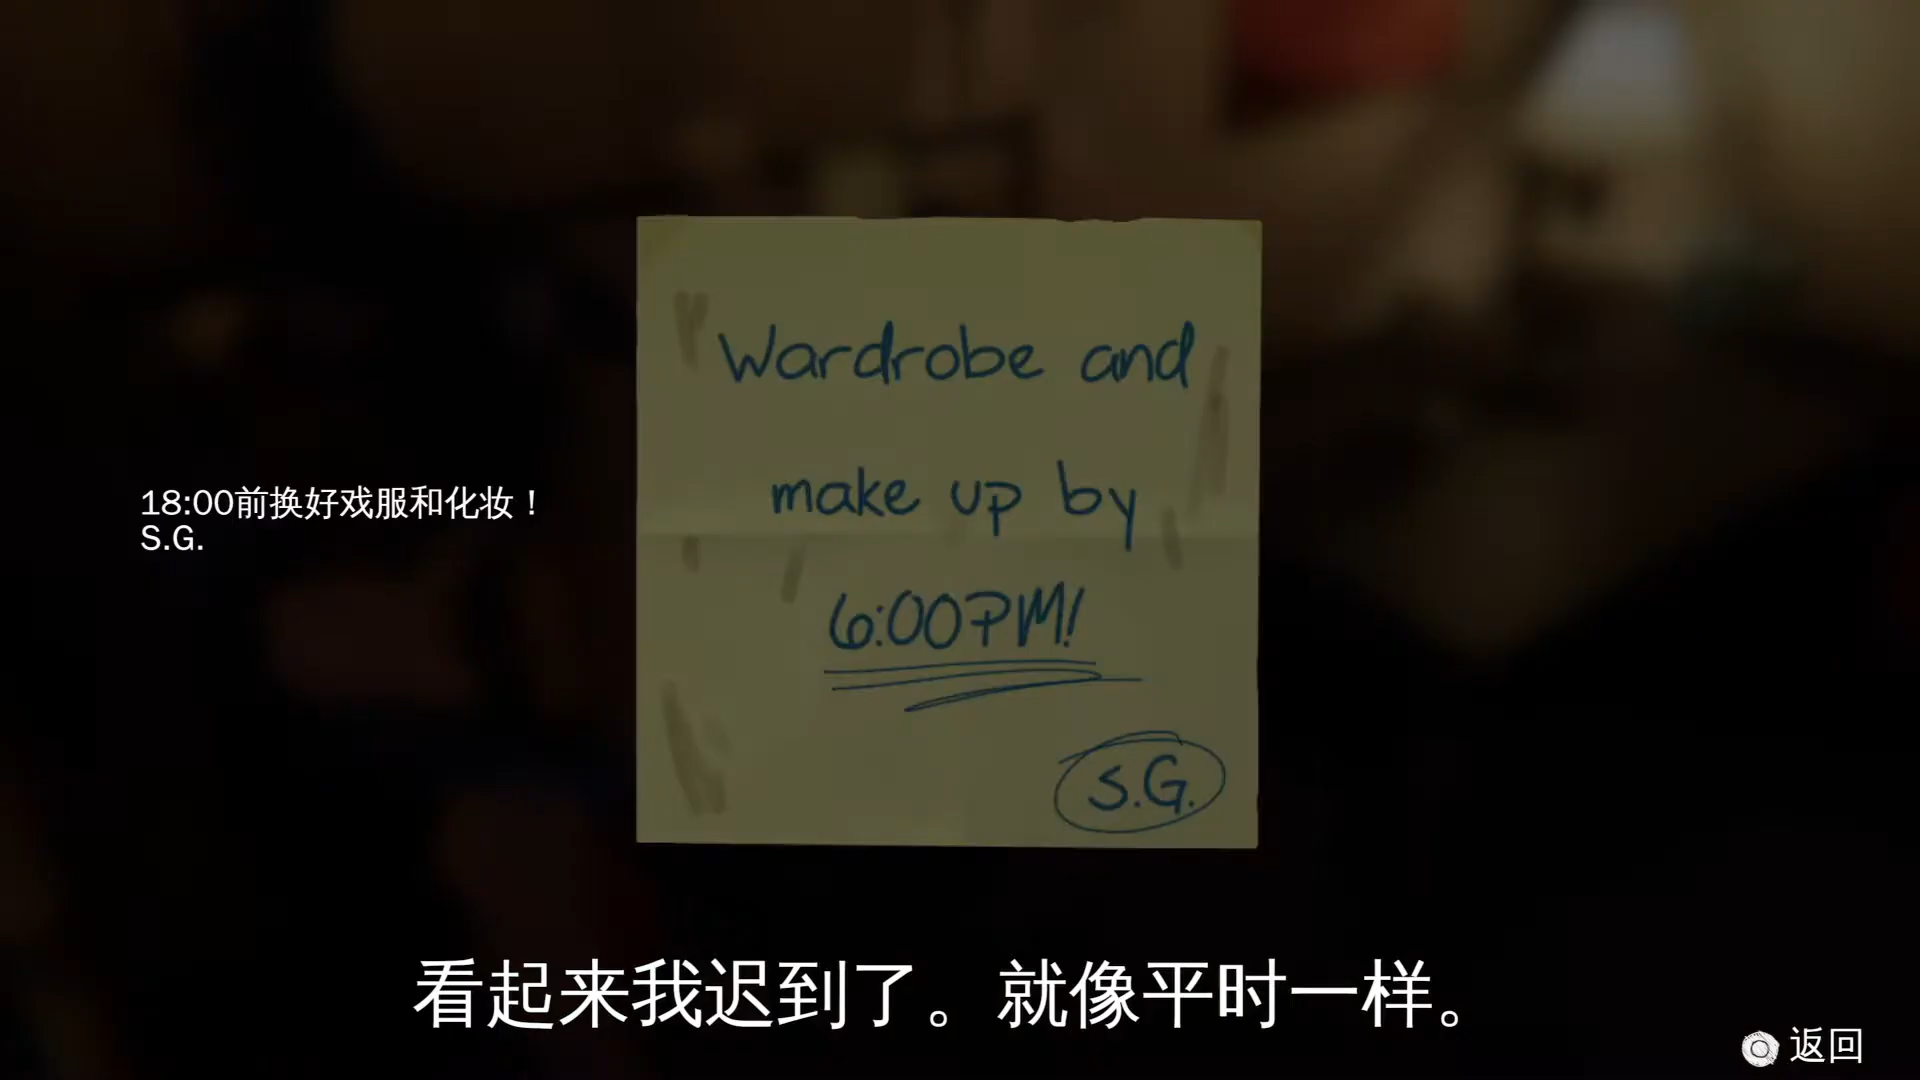 18:00前换好戏服和化妆！
S.G.
Wardrobe and
make up by
6:00PM!
S.G.
看起来我迟到了。就像平时一样。
返回